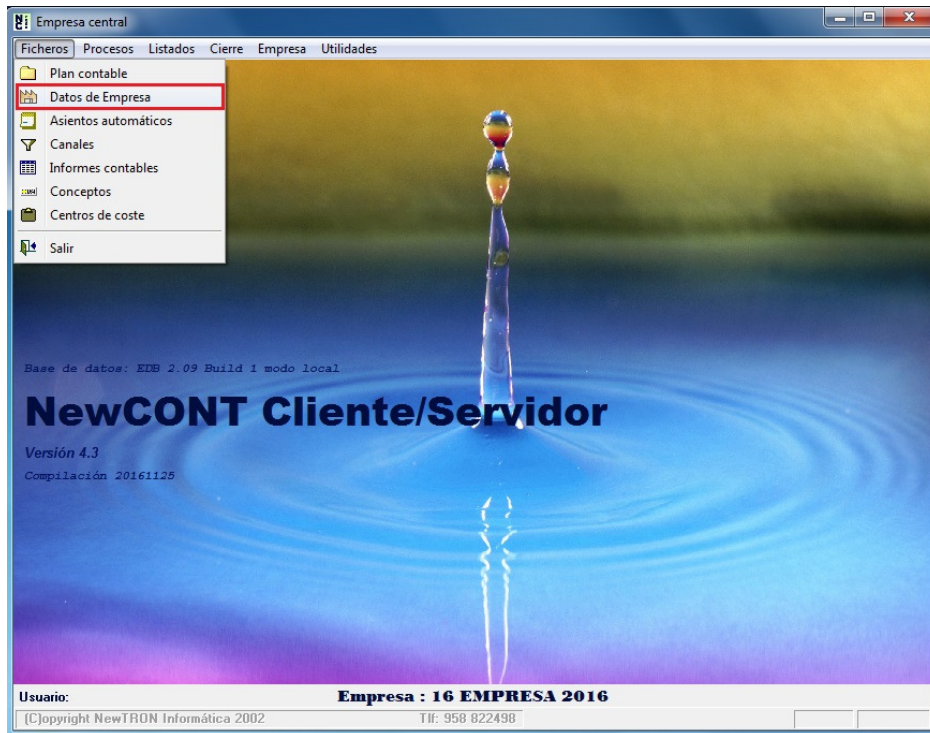 Empresa central
Ficheros Procesos Listados Cierre Empresa Utilidades
Plan contable
Datos de Empresa
Asientos automáticos
Canales
Informes contables
Conceptos
Centros de coste
Salir
Base de datos: EDB 2.09 Build 1 modo local
NewCONT Cliente/Servidor
Versión 4.3
Compilación 20161125
Usuario: Empresa : 16 EMPRESA 2016
(C)opyright NewTRON Informática 2002 Tlf: 958 822498